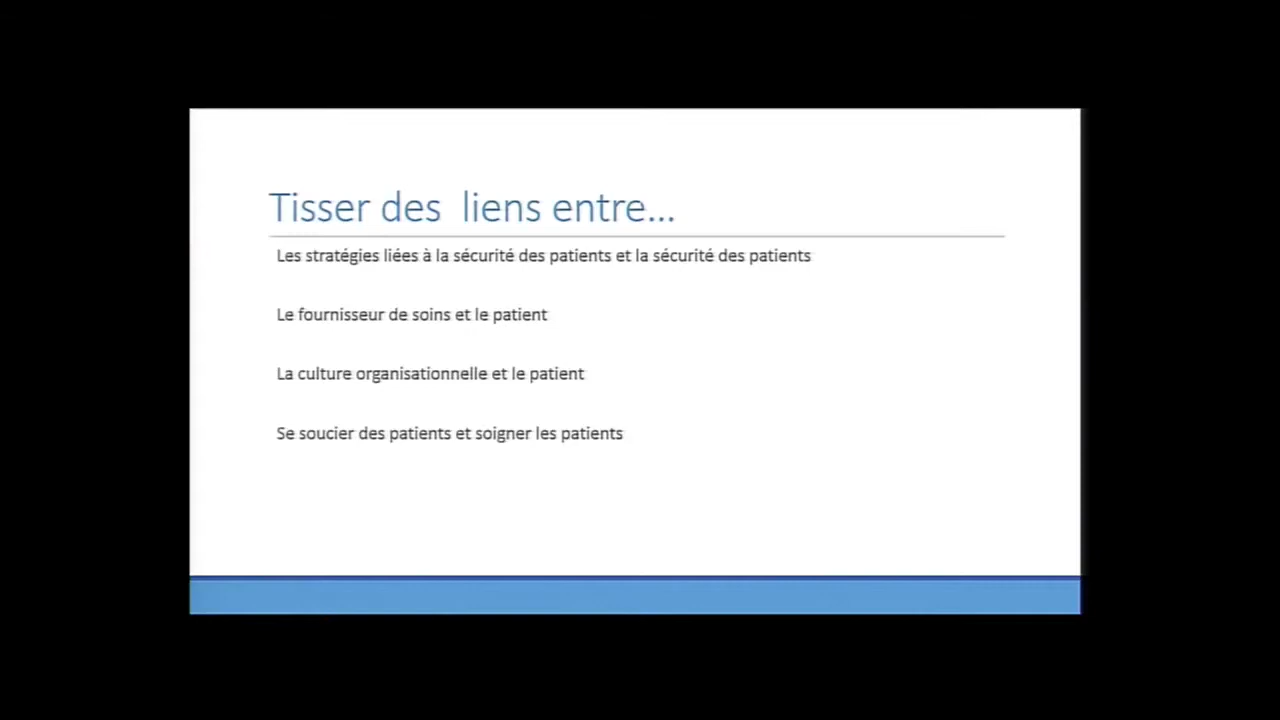 Tisser des liens entre...
Les stratégies liées à la sécurité des patients et la sécurité des patients
Le fournisseur de soins et le patient
La culture organisationnelle et le patient
Se soucier des patients et soigner les patients